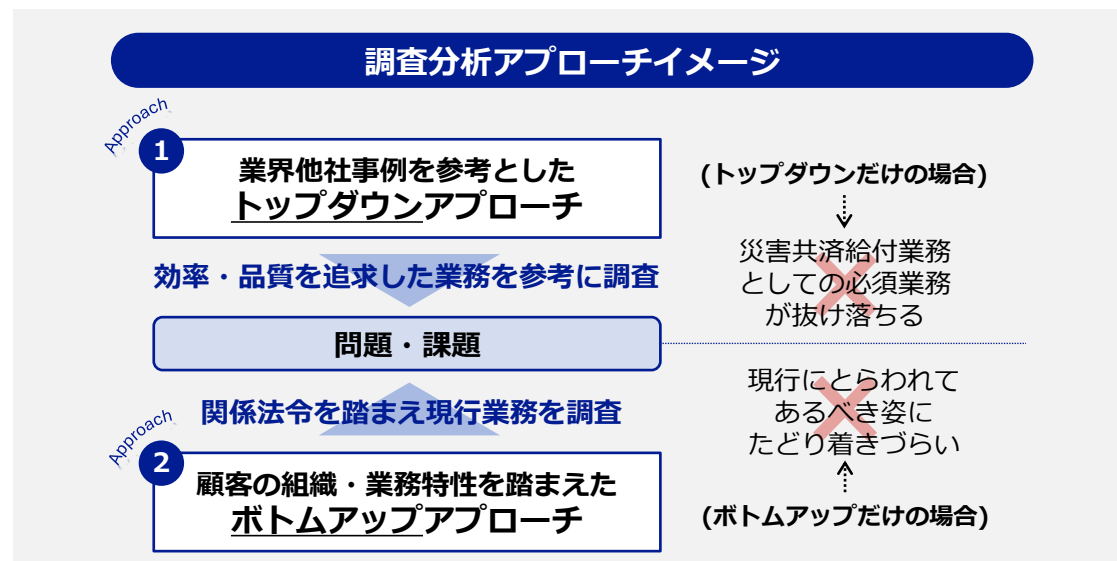 調査分析アプローチイメージ
Approach
1
業界他社事例を参考とした
トップダウンアプローチ
効率・品質を追求した業務を参考に調査
問題・課題
関係法令を踏まえ現行業務を調査
Approach
2
顧客の組織・業務特性を踏まえた
ボトムアップアプローチ
(トップダウンだけの場合)
災害共済給付業務
としての必須業務
が抜け落ちる
現行にとらわれて
あるべき姿に
たどり着きづらい
(ボトムアップだけの場合)